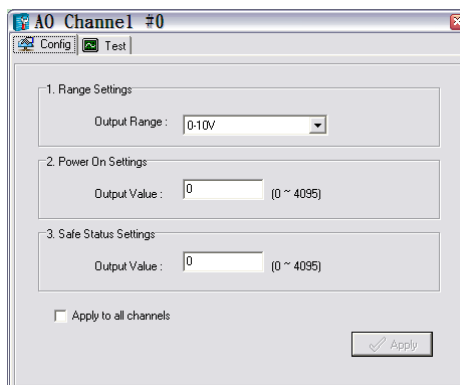 AO Channel #0
Config Test
1. Range Settings
Output Range : 0-10V
2. Power On Settings
Output Value : 0 (0 ~ 4095)
3. Safe Status Settings
Output Value : 0 (0 ~ 4095)
Apply to all channels
Apply